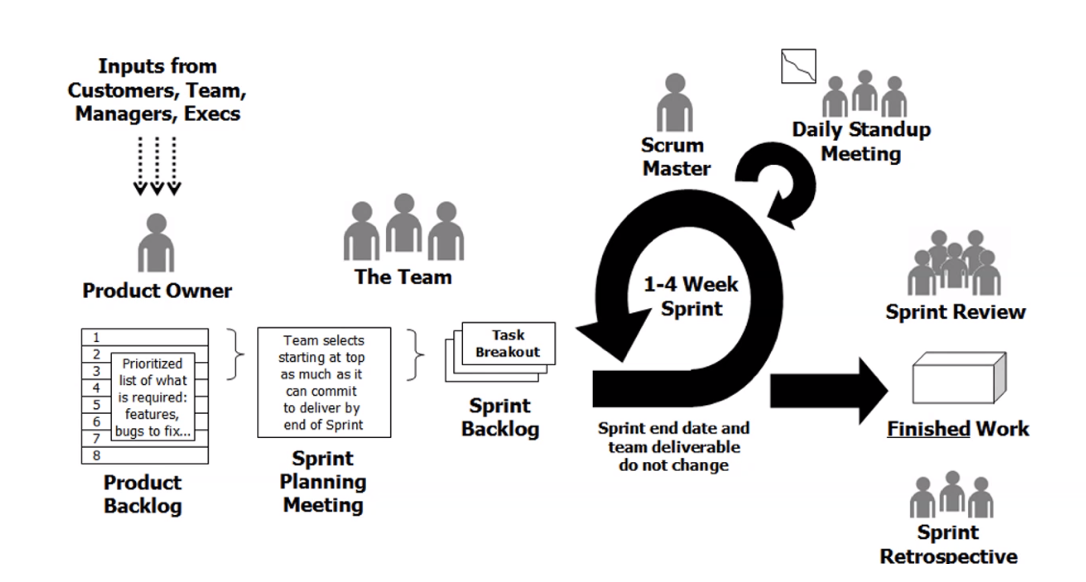 Inputs from
Customers, Team,
Managers, Execs
Product Owner
The Team
Scrum
Master
Daily Standup
Meeting
1
2
3
4
5
6
7
8
Prioritized
list of what
is required:
features,
bugs to fix...
Product
Backlog
Team selects
starting at top
as much as it
can commit
to deliver by
end of Sprint
Sprint
Planning
Meeting
Task
Breakout
Sprint
Backlog
1-4 Week
Sprint
Sprint end date and
team deliverable
do not change
Sprint Review
Finished Work
Sprint
Retrospective